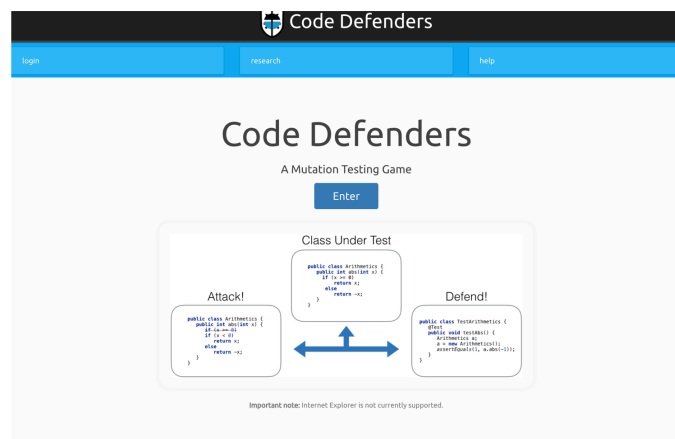 Code Defenders
login
research
help
Code Defenders
A Mutation Testing Game
Enter
Class Under Test
public class Arithmetics {
public int abs(int x) {
if (x >= 0)
return x;
else
return -x;
}
}
Attack!
public class Arithmetics {
public int abs(int x) {
if (x >= 0)
if (x < 0)
return x;
else
return -x;
}
}
Defend!
public class TestArithmetics {
@Test
public void testAbs() {
Arithmetics a;
a = new Arithmetics();
assertEquals(1, a.abs(-1));
}
}
Important note: Internet Explorer is not currently supported.